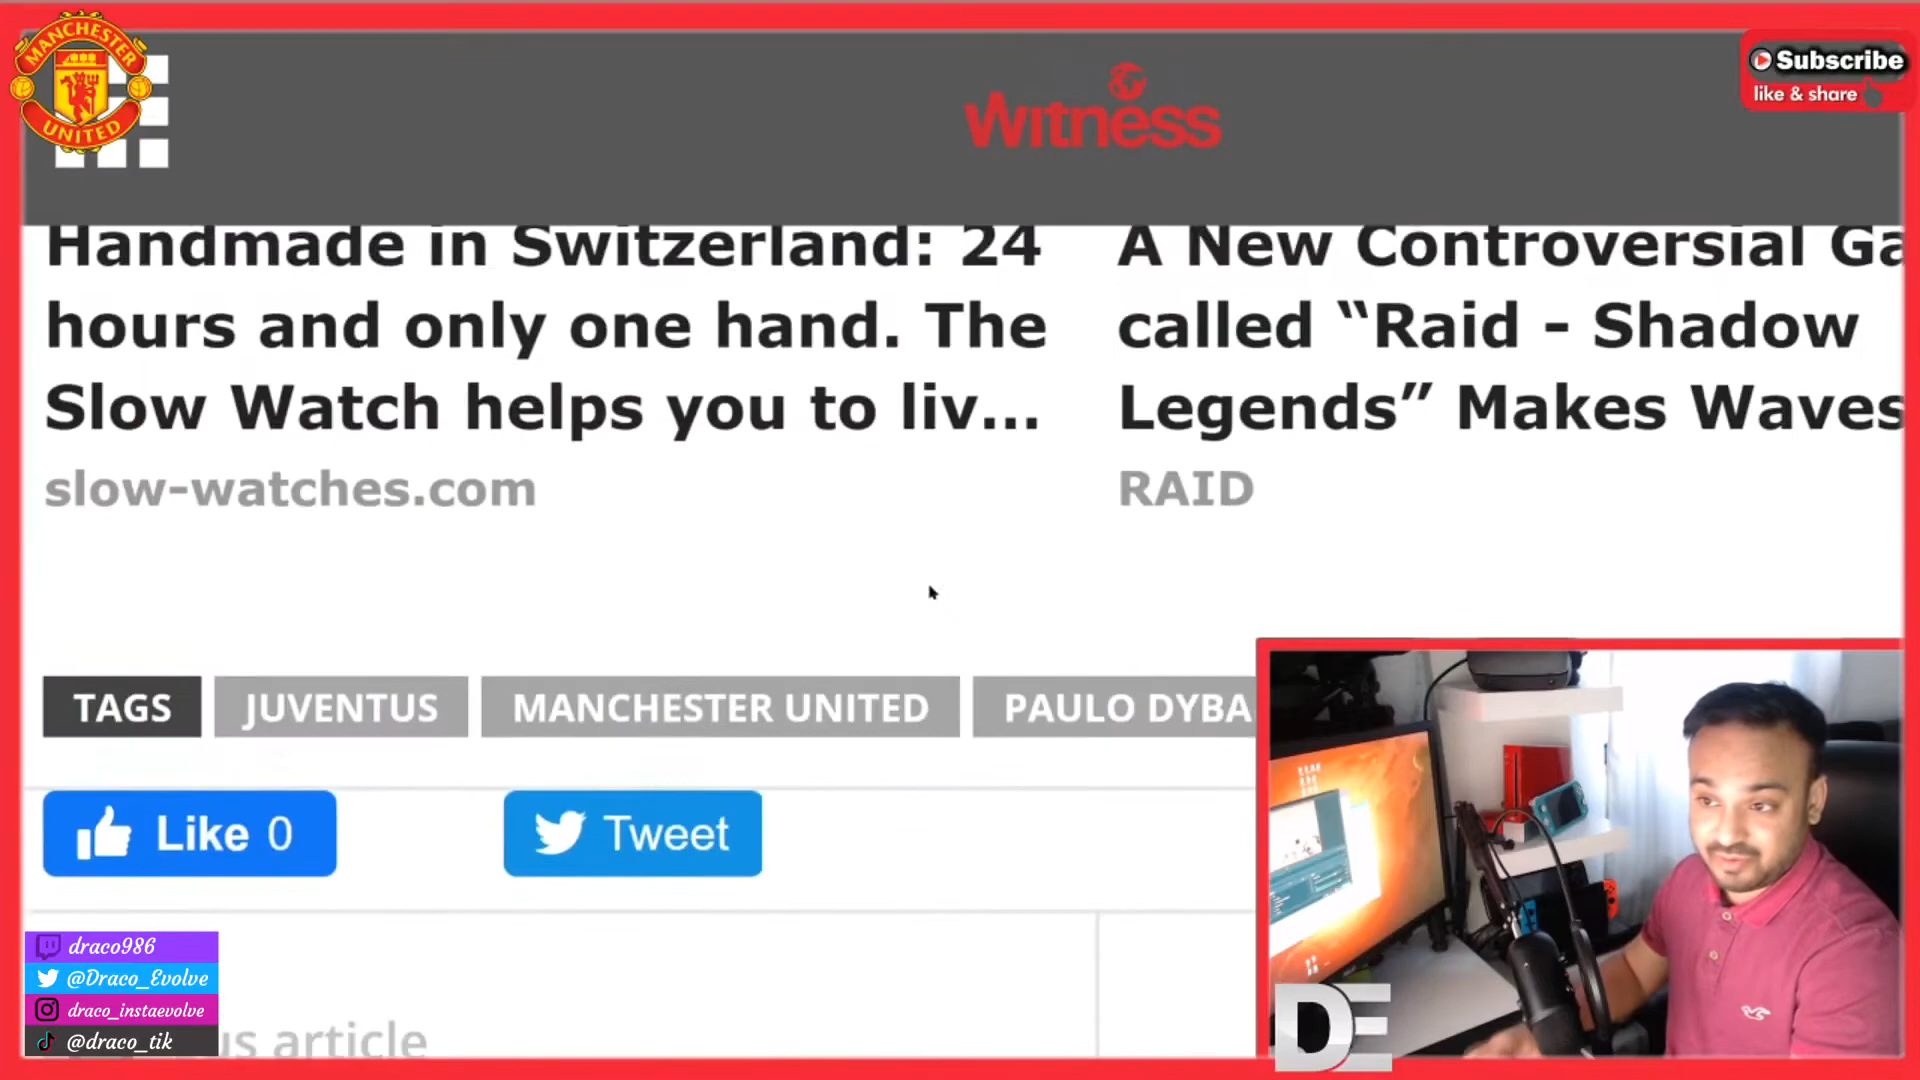 MANCHESTER
UNITED
Witness
Subscribe
like & share
Handmade in Switzerland: 24
hours and only one hand. The
Slow Watch helps you to liv...
slow-watches.com
A New Controversial Ga
called “Raid - Shadow
Legends” Makes Waves
RAID
TAGS
JUVENTUS
MANCHESTER UNITED
PAULO DYBA
Like 0
Tweet
draco986
@Draco_Evolve
draco_instaevolve
@draco_tik
us article
DE